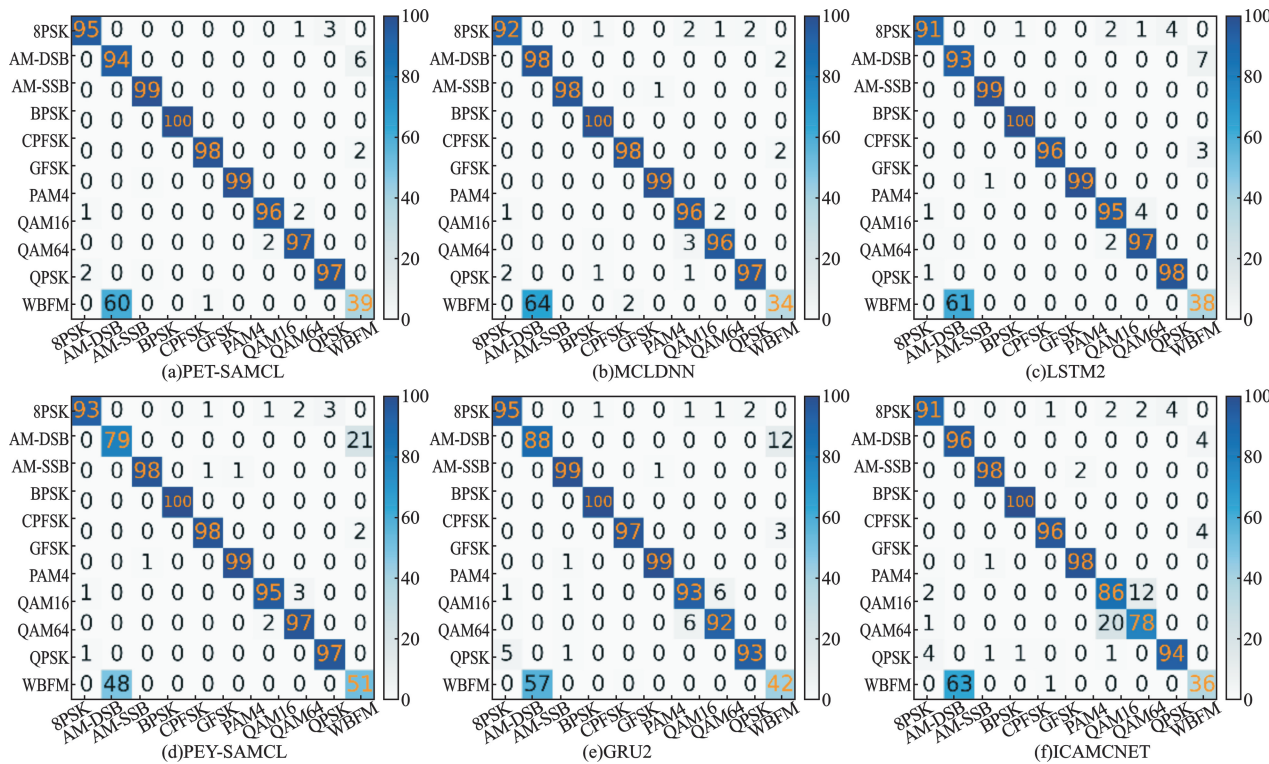 8PSK 95 0 0 0 0 0 0 1 3 0
AM-DSB 0 94 0 0 0 0 0 0 0 6
AM-SSB 0 0 99 0 0 0 0 0 0 0
BPSK 0 0 0 100 0 0 0 0 0 0
CPFSK 0 0 0 0 98 0 0 0 0 2
GFSK 0 0 0 0 0 99 0 0 0 0
PAM4
QAM16 1 0 0 0 0 0 96 2 0 0
QAM64 0 0 0 0 0 0 2 97 0 0
QPSK 2 0 0 0 0 0 0 0 97 0
WBFM 0 60 0 0 1 0 0 0 0 39
8PSK AM-DSB AM-SSB BPSK CPFSK GFSK PAM4 QAM16 QAM64 QPSK WBFM
100
80
60
40
20
0
(a)PET-SAMCL
8PSK 92 0 0 1 0 0 2 1 2 0
AM-DSB 0 98 0 0 0 0 0 0 0 2
AM-SSB 0 0 98 0 0 1 0 0 0 0
BPSK 0 0 0 100 0 0 0 0 0 0
CPFSK 0 0 0 0 98 0 0 0 0 2
GFSK 0 0 0 0 0 99 0 0 0 0
PAM4
QAM16 1 0 0 0 0 0 96 2 0 0
QAM64 0 0 0 0 0 0 3 96 0 0
QPSK 2 0 0 1 0 0 1 0 97 0
WBFM 0 64 0 0 2 0 0 0 0 34
8PSK AM-DSB AM-SSB BPSK CPFSK GFSK PAM4 QAM16 QAM64 QPSK WBFM
100
80
60
40
20
0
(b)MCLDNN
8PSK 91 0 0 1 0 0 2 1 4 0
AM-DSB 0 93 0 0 0 0 0 0 0 7
AM-SSB 0 0 99 0 0 0 0 0 0 0
BPSK 0 0 0 100 0 0 0 0 0 0
CPFSK 0 0 0 0 96 0 0 0 0 3
GFSK 0 0 1 0 0 99 0 0 0 0
PAM4
QAM16 1 0 0 0 0 0 95 4 0 0
QAM64 0 0 0 0 0 0 2 97 0 0
QPSK 1 0 0 0 0 0 0 0 98 0
WBFM 0 61 0 0 0 0 0 0 0 38
8PSK AM-DSB AM-SSB BPSK CPFSK GFSK PAM4 QAM16 QAM64 QPSK WBFM
100
80
60
40
20
0
(c)LSTM2
8PSK 93 0 0 0 1 0 1 2 3 0
AM-DSB 0 79 0 0 0 0 0 0 0 21
AM-SSB 0 0 98 0 1 1 0 0 0 0
BPSK 0 0 0 100 0 0 0 0 0 0
CPFSK 0 0 0 0 98 0 0 0 0 2
GFSK 0 0 1 0 0 99 0 0 0 0
PAM4
QAM16 1 0 0 0 0 0 95 3 0 0
QAM64 0 0 0 0 0 0 2 97 0 0
QPSK 1 0 0 0 0 0 0 0 97 0
WBFM 0 48 0 0 0 0 0 0 0 51
8PSK AM-DSB AM-SSB BPSK CPFSK GFSK PAM4 QAM16 QAM64 QPSK WBFM
100
80
60
40
20
0
(d)PEY-SAMCL
8PSK 95 0 0 1 0 0 1 1 2 0
AM-DSB 0 88 0 0 0 0 0 0 0 12
AM-SSB 0 0 99 0 0 1 0 0 0 0
BPSK 0 0 0 100 0 0 0 0 0 0
CPFSK 0 0 0 0 97 0 0 0 0 3
GFSK 0 0 1 0 0 99 0 0 0 0
PAM4
QAM16 1 0 1 0 0 0 93 6 0 0
QAM64 0 0 0 0 0 0 6 92 0 0
QPSK 5 0 1 0 0 0 0 0 93 0
WBFM 0 57 0 0 0 0 0 0 0 42
8PSK AM-DSB AM-SSB BPSK CPFSK GFSK PAM4 QAM16 QAM64 QPSK WBFM
100
80
60
40
20
0
(e)GRU2
8PSK 91 0 0 0 1 0 2 2 4 0
AM-DSB 0 96 0 0 0 0 0 0 0 4
AM-SSB 0 0 98 0 0 2 0 0 0 0
BPSK 0 0 0 100 0 0 0 0 0 0
CPFSK 0 0 0 0 96 0 0 0 0 4
GFSK 0 0 1 0 0 98 0 0 0 0
PAM4
QAM16 2 0 0 0 0 0 86 12 0 0
QAM64 1 0 0 0 0 0 20 78 0 0
QPSK 4 0 1 1 0 0 1 0 94 0
WBFM 0 63 0 0 1 0 0 0 0 36
8PSK AM-DSB AM-SSB BPSK CPFSK GFSK PAM4 QAM16 QAM64 QPSK WBFM
100
80
60
40
20
0
(f)ICAMCNET